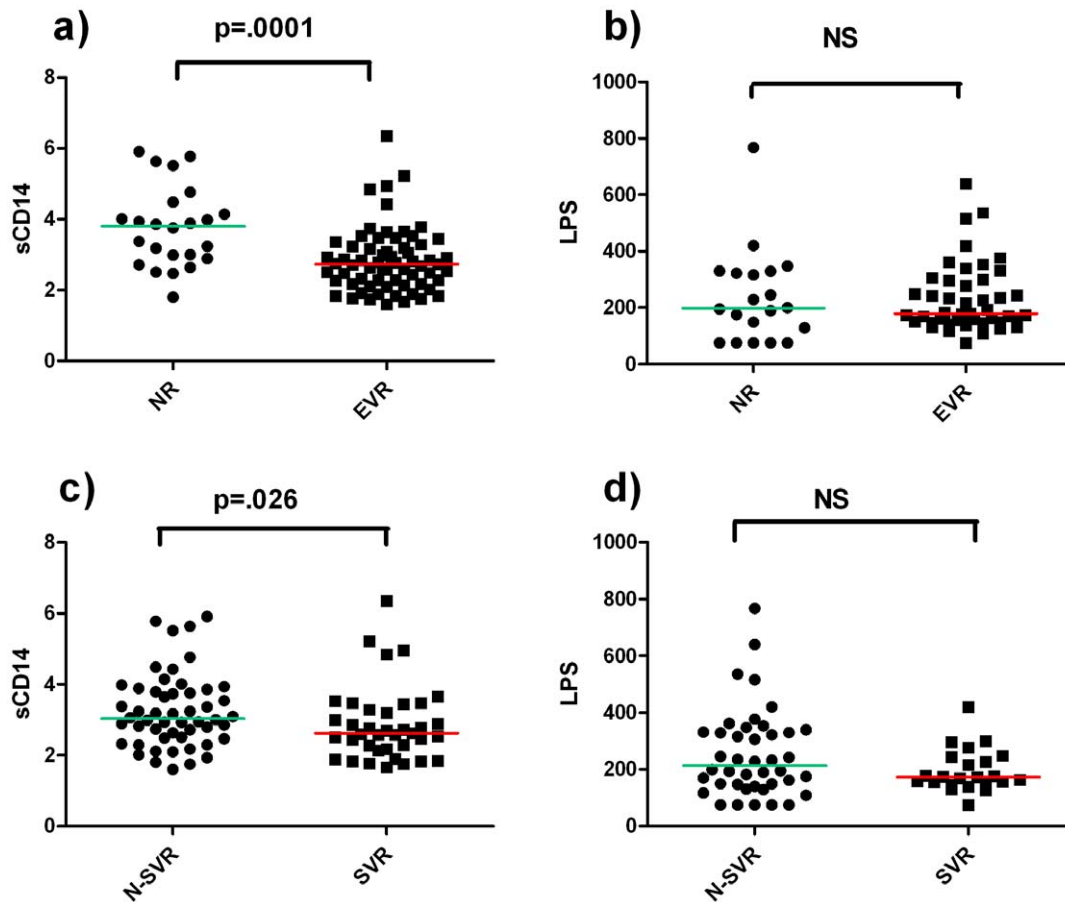 a)
p=.0001
8
6
4
2
0
sCD14
NR
EVR
b)
NS
1000
800
600
400
200
0
LPS
NR
EVR
c)
p=.026
8
6
4
2
0
sCD14
N-SVR
SVR
d)
NS
1000
800
600
400
200
0
LPS
N-SVR
SVR